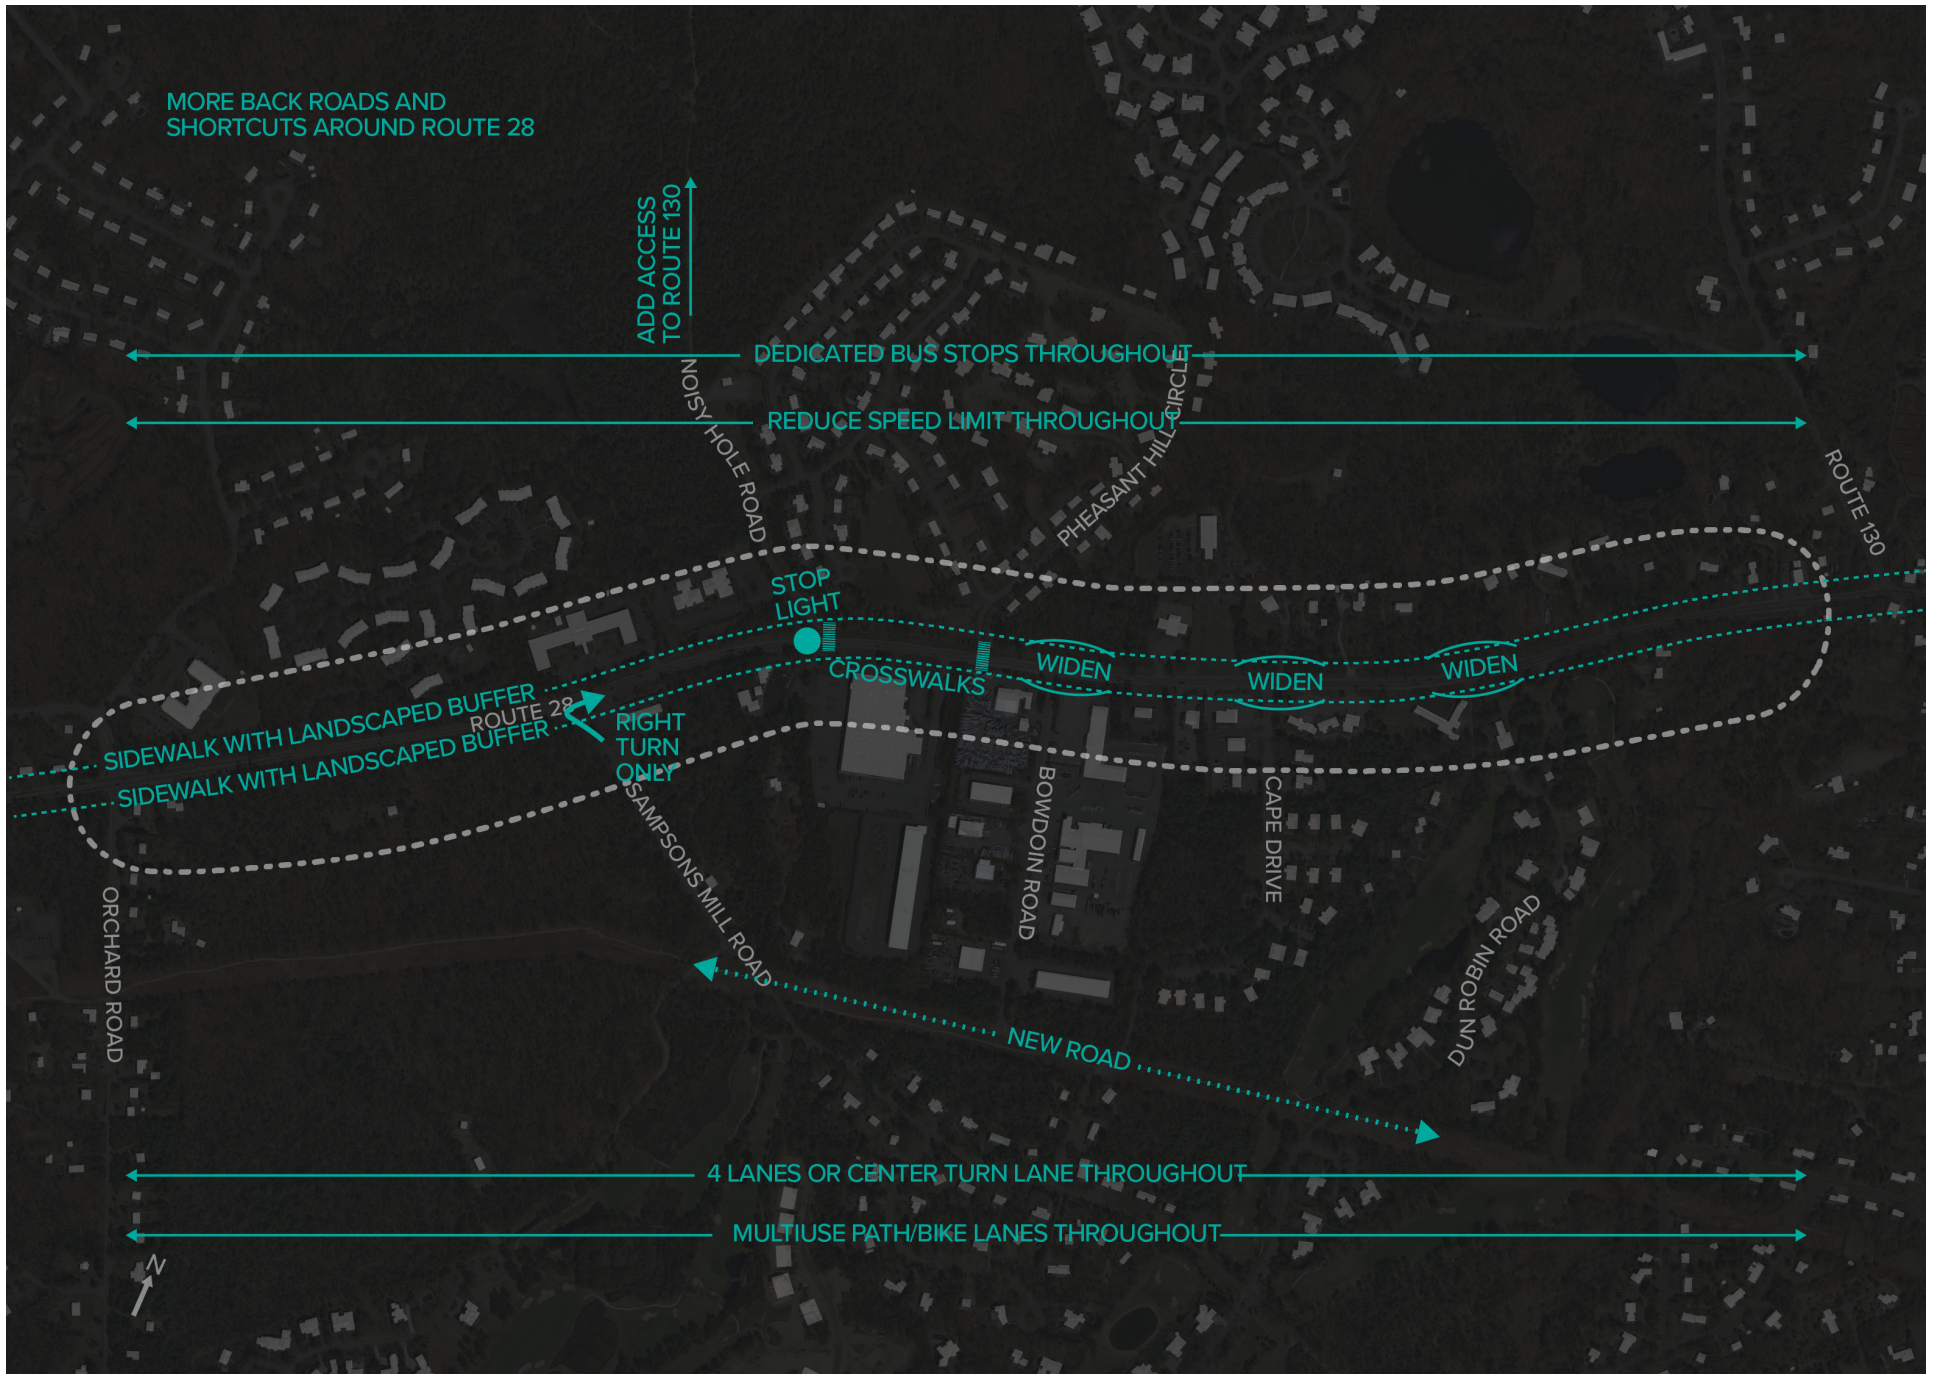 MORE BACK ROADS AND
SHORTCUTS AROUND ROUTE 28
ADD ACCESS
TO ROUTE 130
DEDICATED BUS STOPS THROUGHOUT
REDUCE SPEED LIMIT THROUGHOUT
NOISY HOLE ROAD
PHEASANT HILL CIRCLE
ROUTE 130
STOP
LIGHT
CROSSWALKS
WIDEN
WIDEN
WIDEN
SIDEWALK WITH LANDSCAPED BUFFER
ROUTE 28
SIDEWALK WITH LANDSCAPED BUFFER
RIGHT
TURN
ONLY
SAMPSONS MILL ROAD
BOWDOIN ROAD
CAPE DRIVE
DUN ROBIN ROAD
ORCHARD ROAD
NEW ROAD
4 LANES OR CENTER TURN LANE THROUGHOUT
MULTIUSE PATH/BIKE LANES THROUGHOUT
N